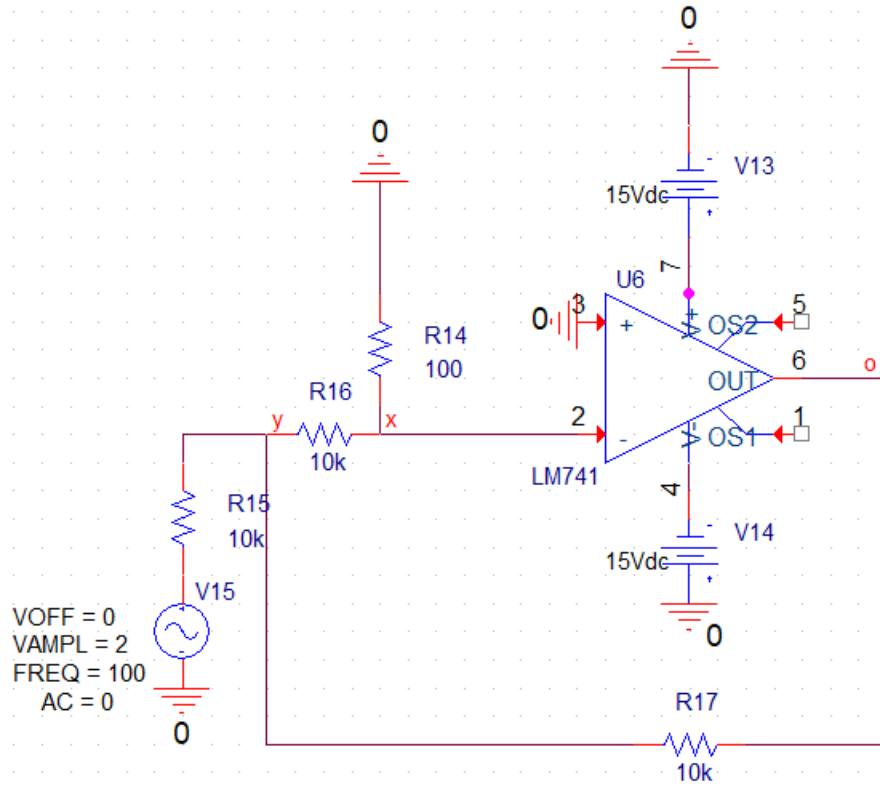 0
0
V13
15Vdc
7
U6
0
3
+
V+
OS2
5
R14
100
OUT
6
o
R16
y
x
2
-
V-
OS1
1
10k
LM741
4
R15
10k
V14
15Vdc
V15
VOFF = 0
VAMPL = 2
FREQ = 100
AC = 0
0
0
R17
10k